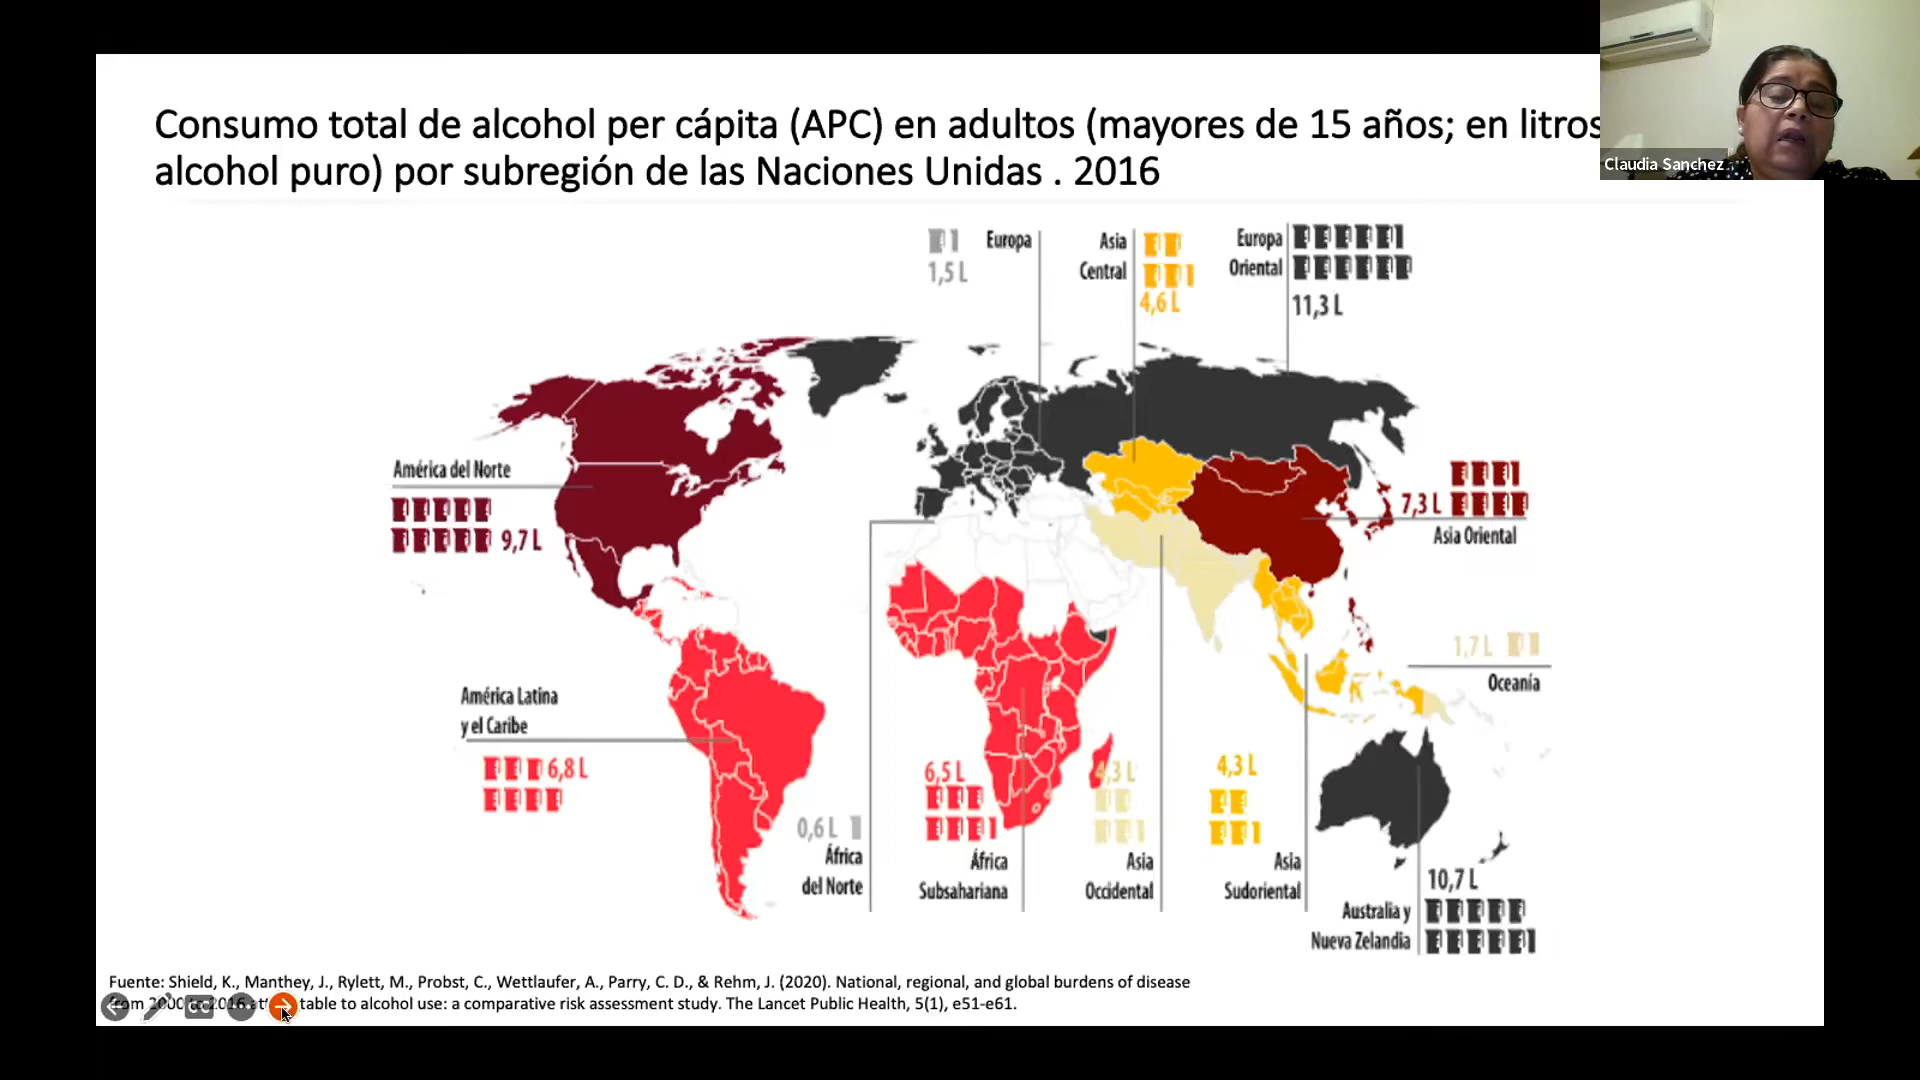 Consumo total de alcohol per cápita (APC) en adultos (mayores de 15 años; en litros
alcohol puro) por subregión de las Naciones Unidas . 2016
Claudia Sanchez
Europa
1,5 L
Asia
Central
4,6 L
Europa
Oriental
11,3 L
América del Norte
9,7 L
7,3 L
Asia Oriental
1,7 L
Oceanía
América Latina
y el Caribe
6,8 L
0,6 L
África
del Norte
6,5 L
África
Subsahariana
4,3 L
Asia
Occidental
4,3 L
Asia
Sudoriental
10,7 L
Australia y
Nueva Zelandia
Fuente: Shield, K., Manthey, J., Rylett, M., Probst, C., Wettlaufer, A., Parry, C. D., & Rehm, J. (2020). National, regional, and global burdens of disease
from 2000 to 2016 table to alcohol use: a comparative risk assessment study. The Lancet Public Health, 5(1), e51-e61.
CC